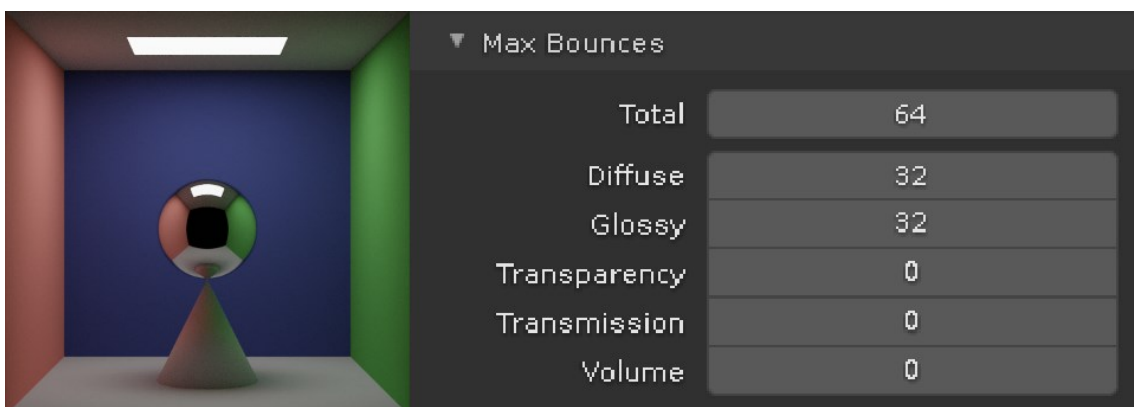 Max Bounces
Total 64
Diffuse 32
Glossy 32
Transparency 0
Transmission 0
Volume 0